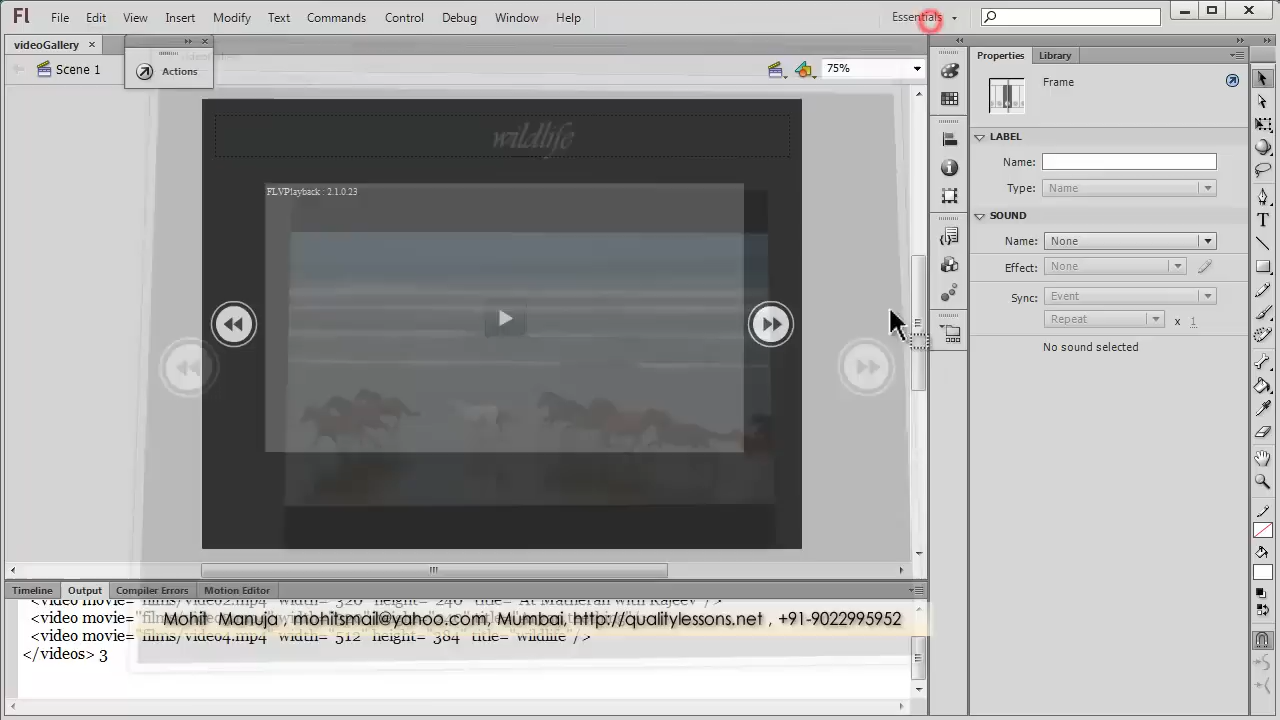 Fl File Edit View Insert Modify Text Commands Control Debug Window Help Essentials
videoGallery ×
Scene 1
Actions
75%
Properties Library
Frame
LABEL
Name:
Type: Name
SOUND
Name: None
Effect: None
Sync: Event
Repeat x 1
No sound selected
wildlife
FLVPlayback : 2.1.0.23
Timeline Output Compiler Errors Motion Editor
Mohit Manuja , mohitsmail@yahoo.com, Mumbai, http://qualitylessons.net , +91-9022995952
<video movie="films/video4.mp4" width="512" height="384" title="wildlife"/>
</videos> 3